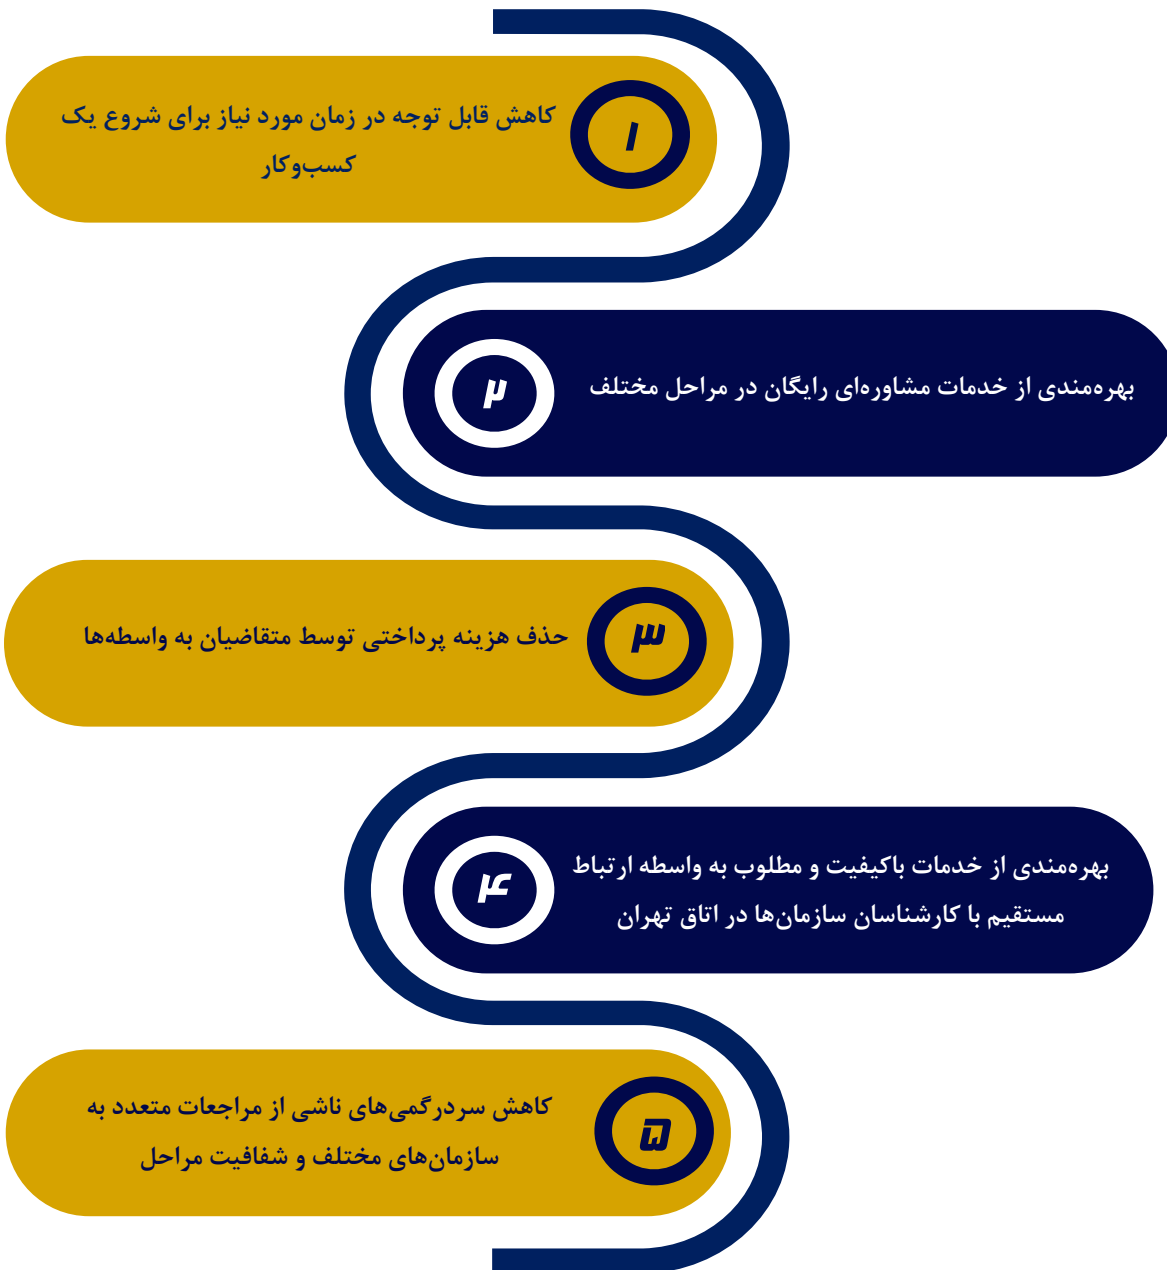 ۱
کاهش قابل توجه در زمان مورد نیاز برای شروع یک
کسب‌وکار
۲
بهره‌مندی از خدمات مشاوره‌ای رایگان در مراحل مختلف
۳
حذف هزینه پرداختی توسط متقاضیان به واسطه‌ها
۴
بهره‌مندی از خدمات باکیفیت و مطلوب به واسطه ارتباط
مستقیم با کارشناسان سازمان‌ها در اتاق تهران
۵
کاهش سردرگمی‌های ناشی از مراجعات متعدد به
سازمان‌های مختلف و شفافیت مراحل